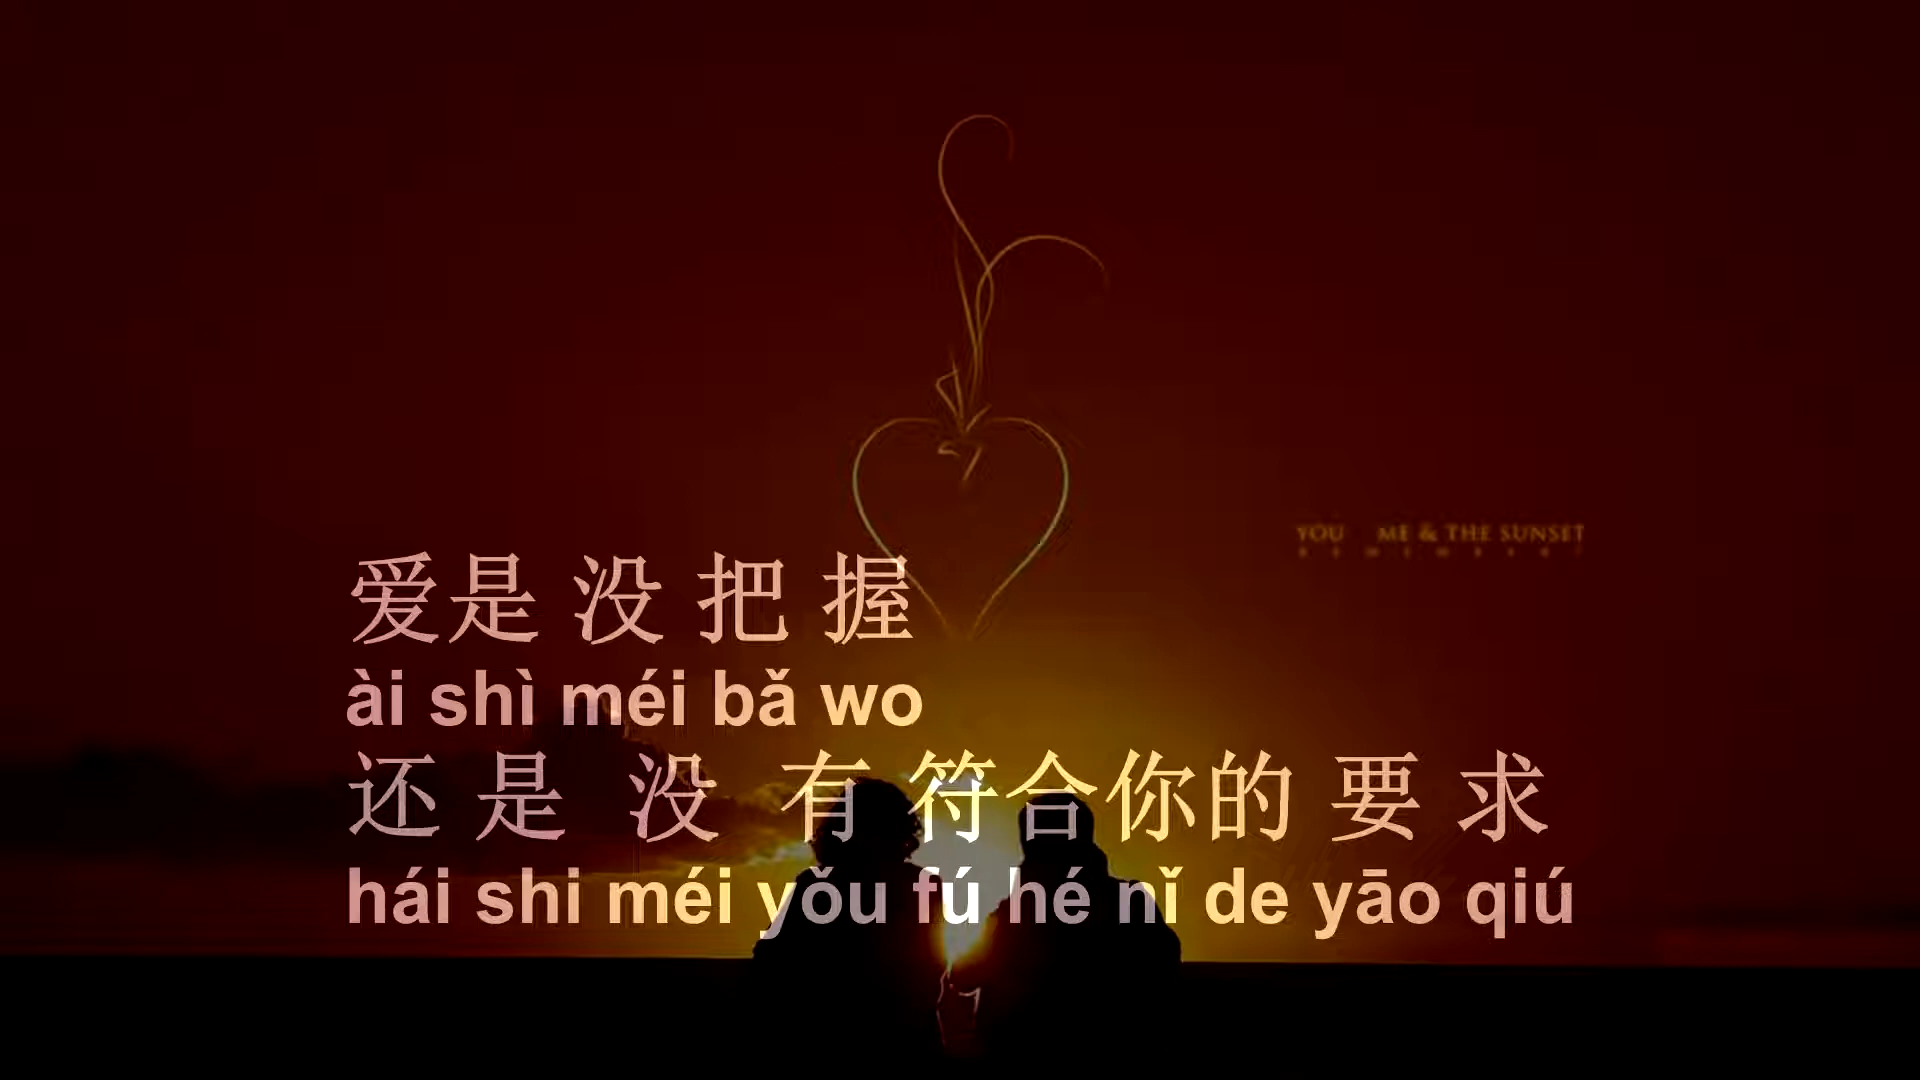 YOU ME & THE SUNSET
爱是 没 把 握
ài shì méi bǎ wo
还 是 没 有 符合你的 要 求
hái shi méi yǒu fú hé nǐ de yāo qiú